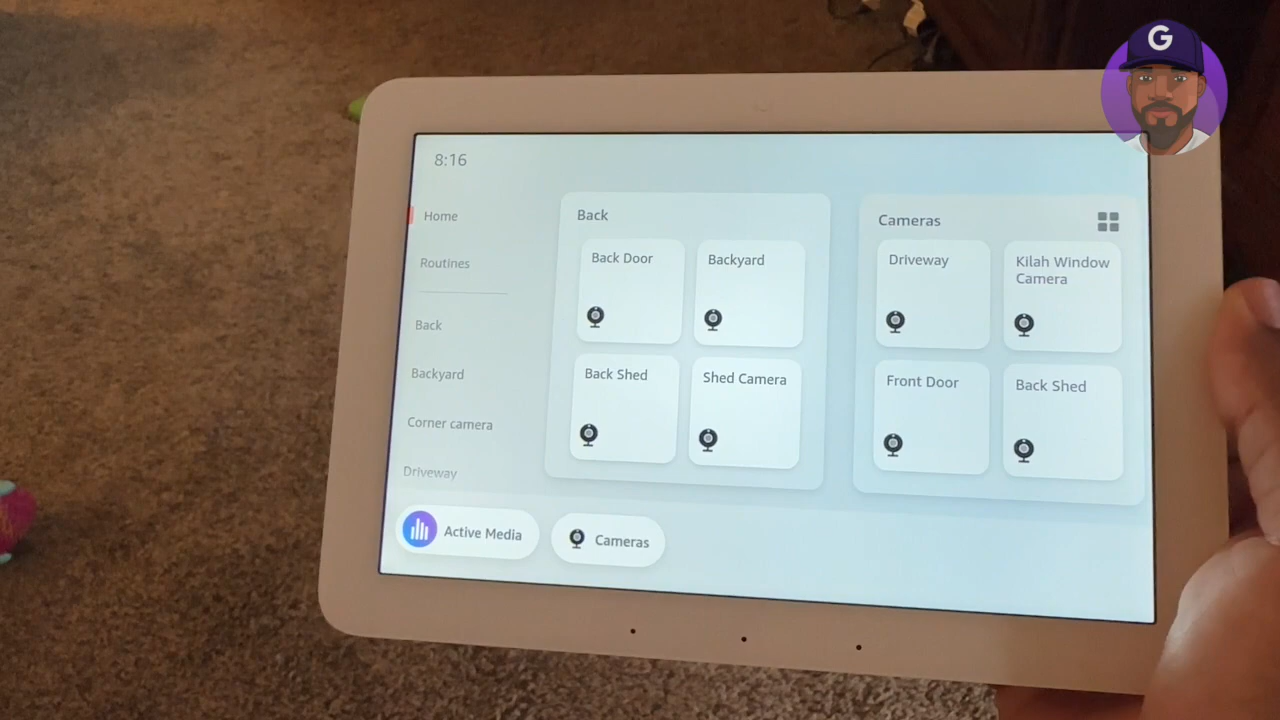 G
8:16
Home
Routines
Back
Backyard
Corner camera
Driveway
Back
Back Door
Backyard
Back Shed
Shed Camera
Cameras
Driveway
Kilah Window
Camera
Front Door
Back Shed
Active Media
Cameras